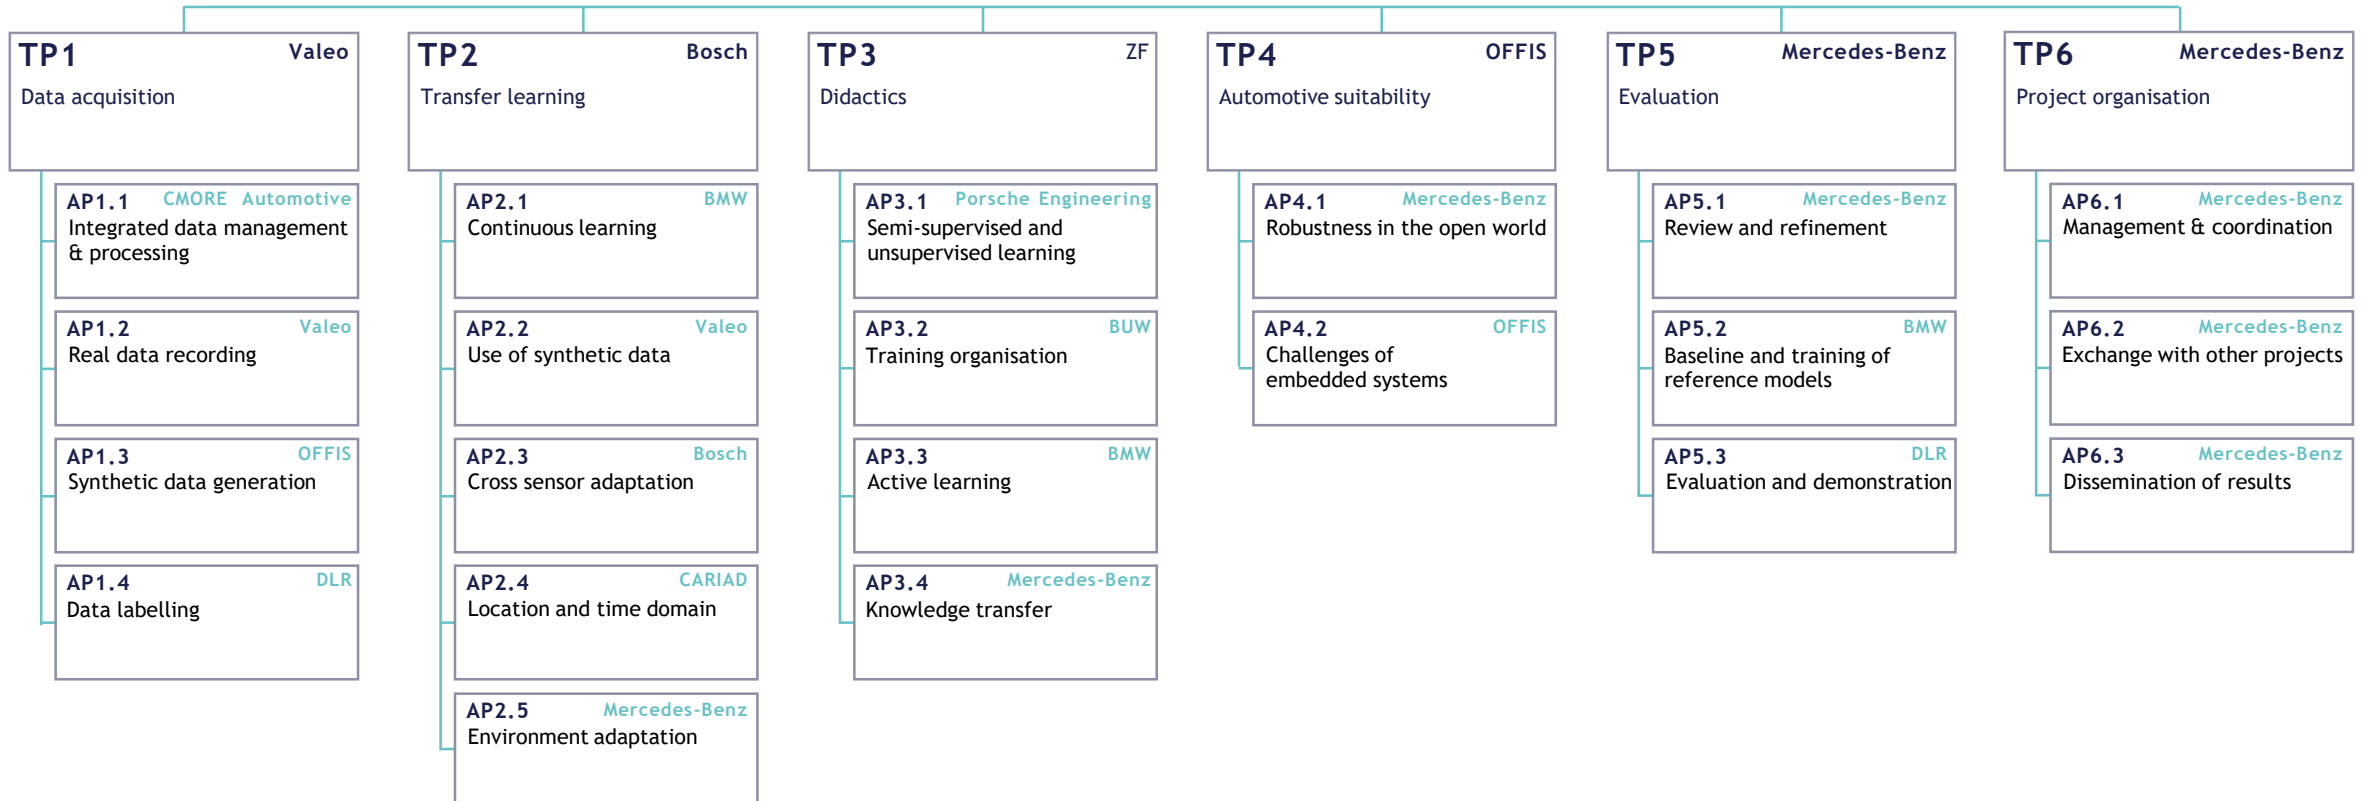 TP1 Valeo
Data acquisition
AP1.1 CMORE Automotive
Integrated data management
& processing
AP1.2 Valeo
Real data recording
AP1.3 OFFIS
Synthetic data generation
AP1.4 DLR
Data labelling
TP2 Bosch
Transfer learning
AP2.1 BMW
Continuous learning
AP2.2 Valeo
Use of synthetic data
AP2.3 Bosch
Cross sensor adaptation
AP2.4 CARIAD
Location and time domain
AP2.5 Mercedes-Benz
Environment adaptation
TP3 ZF
Didactics
AP3.1 Porsche Engineering
Semi-supervised and
unsupervised learning
AP3.2 BUW
Training organisation
AP3.3 BMW
Active learning
AP3.4 Mercedes-Benz
Knowledge transfer
TP4 OFFIS
Automotive suitability
AP4.1 Mercedes-Benz
Robustness in the open world
AP4.2 OFFIS
Challenges of
embedded systems
TP5 Mercedes-Benz
Evaluation
AP5.1 Mercedes-Benz
Review and refinement
AP5.2 BMW
Baseline and training of
reference models
AP5.3 DLR
Evaluation and demonstration
TP6 Mercedes-Benz
Project organisation
AP6.1 Mercedes-Benz
Management & coordination
AP6.2 Mercedes-Benz
Exchange with other projects
AP6.3 Mercedes-Benz
Dissemination of results